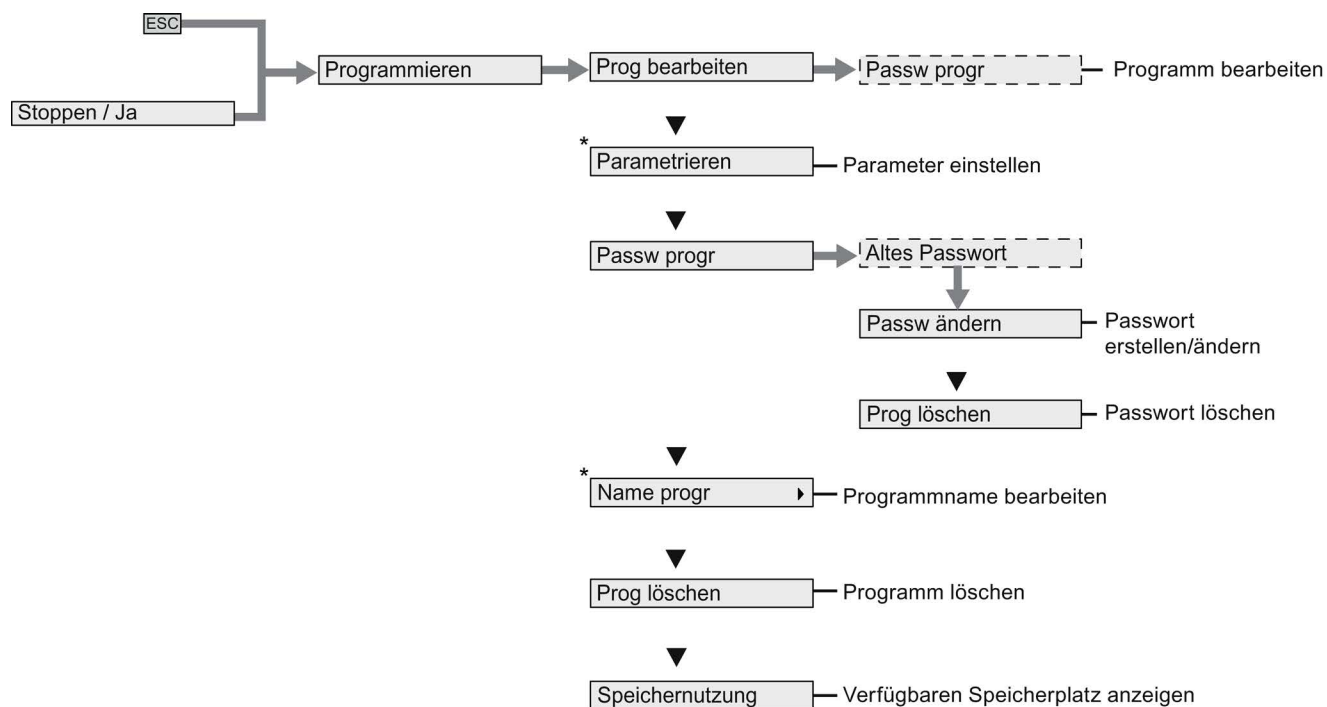 ESC
Stoppen / Ja
Programmieren
Prog bearbeiten
Passw progr
Programm bearbeiten
*
Parametrieren
Parameter einstellen
Passw progr
Altes Passwort
Passw ändern
Passwort
erstellen/ändern
Prog löschen
Passwort löschen
*
Name progr
Programmname bearbeiten
Prog löschen
Programm löschen
Speichernutzung
Verfügbaren Speicherplatz anzeigen